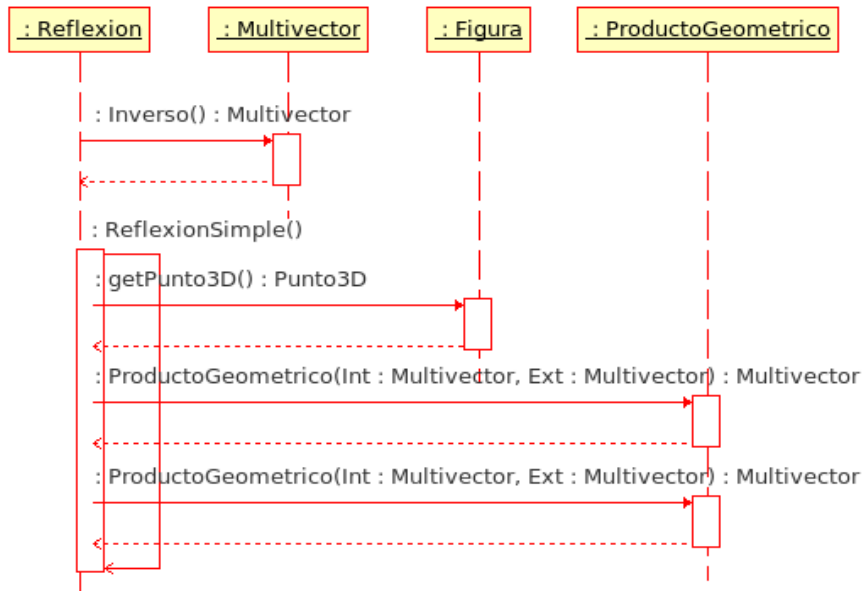 : Reflexion
: Multivector
: Figura
: ProductoGeometrico
: Inverso() : Multivector
: ReflexionSimple()
: getPunto3D() : Punto3D
: ProductoGeometrico(Int : Multivector, Ext : Multivector) : Multivector
: ProductoGeometrico(Int : Multivector, Ext : Multivector) : Multivector